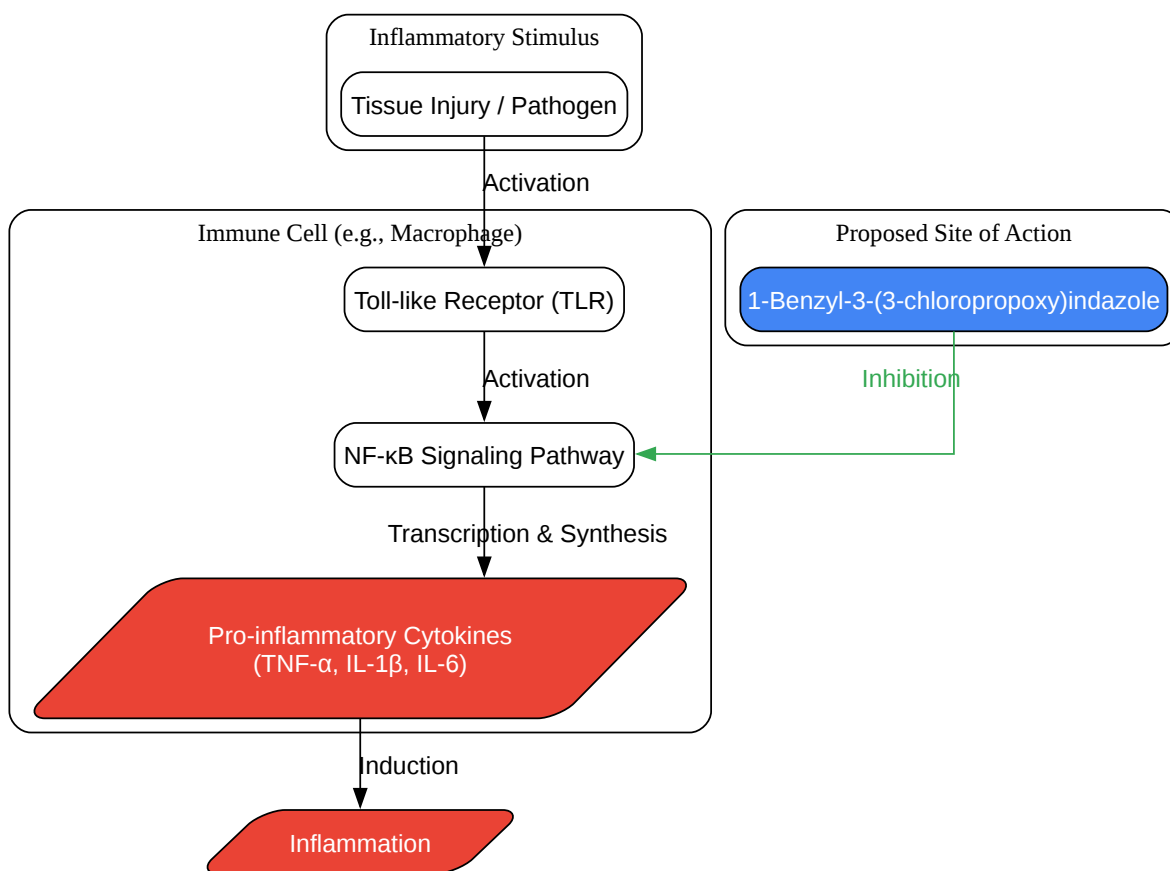 Inflammatory Stimulus
Tissue Injury / Pathogen
Activation
Immune Cell (e.g., Macrophage)
Proposed Site of Action
Toll-like Receptor (TLR)
1-Benzyl-3-(3-chloropropoxy)indazole
Activation
Inhibition
NF-κB Signaling Pathway
Transcription & Synthesis
Pro-inflammatory Cytokines
(TNF-α, IL-1β, IL-6)
Induction
Inflammation